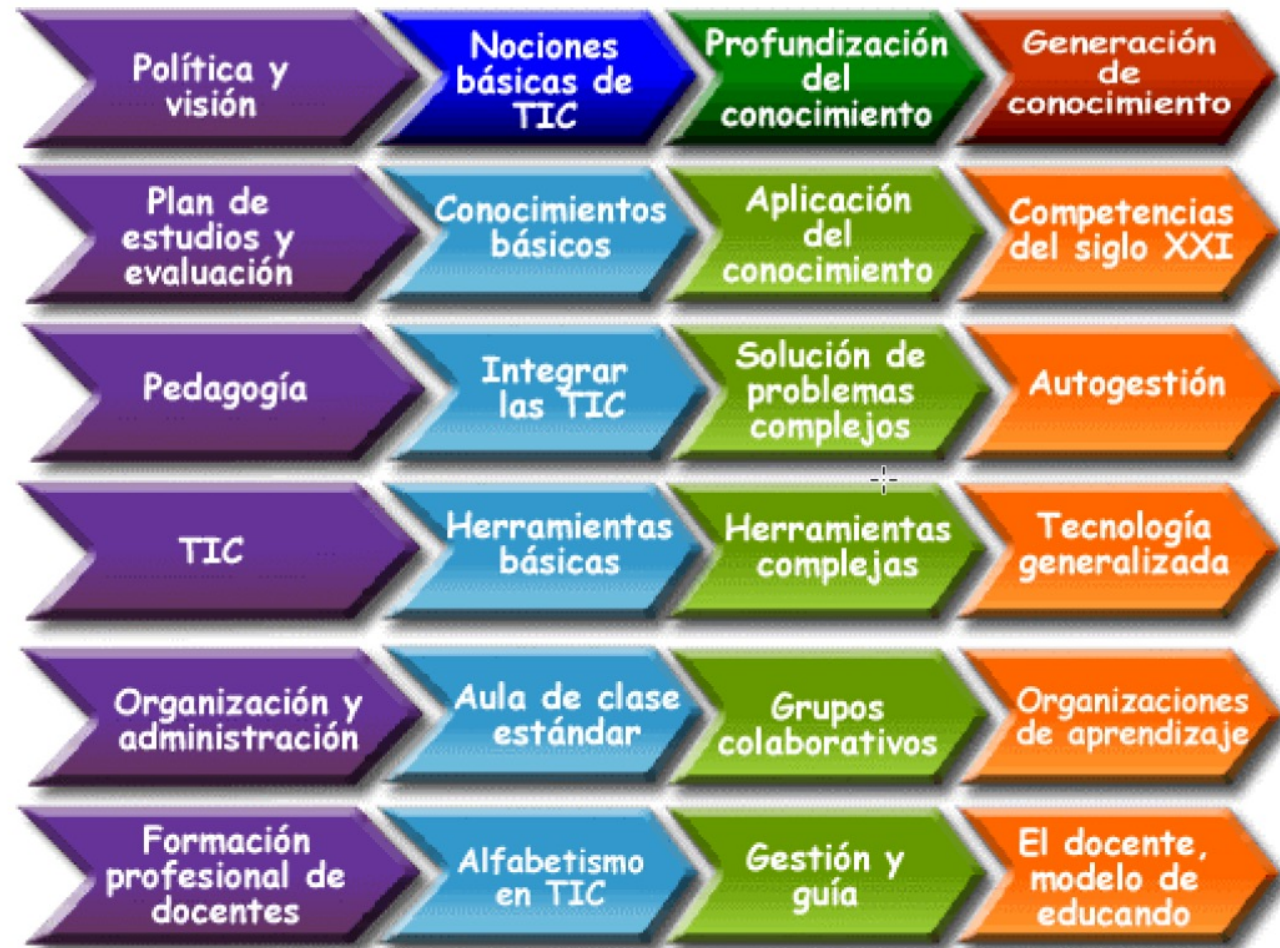 Política y
visión
Nociones
básicas de
TIC
Profundización
del
conocimiento
Generación
de
conocimiento
Plan de
estudios y
evaluación
Conocimientos
básicos
Aplicación
del
conocimiento
Competencias
del siglo XXI
Pedagogía
Integrar
las TIC
Solución de
problemas
complejos
Autogestión
TIC
Herramientas
básicas
Herramientas
complejas
Tecnología
generalizada
Organización y
administración
Aula de clase
estándar
Grupos
colaborativos
Organizaciones
de aprendizaje
Formación
profesional de
docentes
Alfabetismo
en TIC
Gestión y
guía
El docente,
modelo de
educando